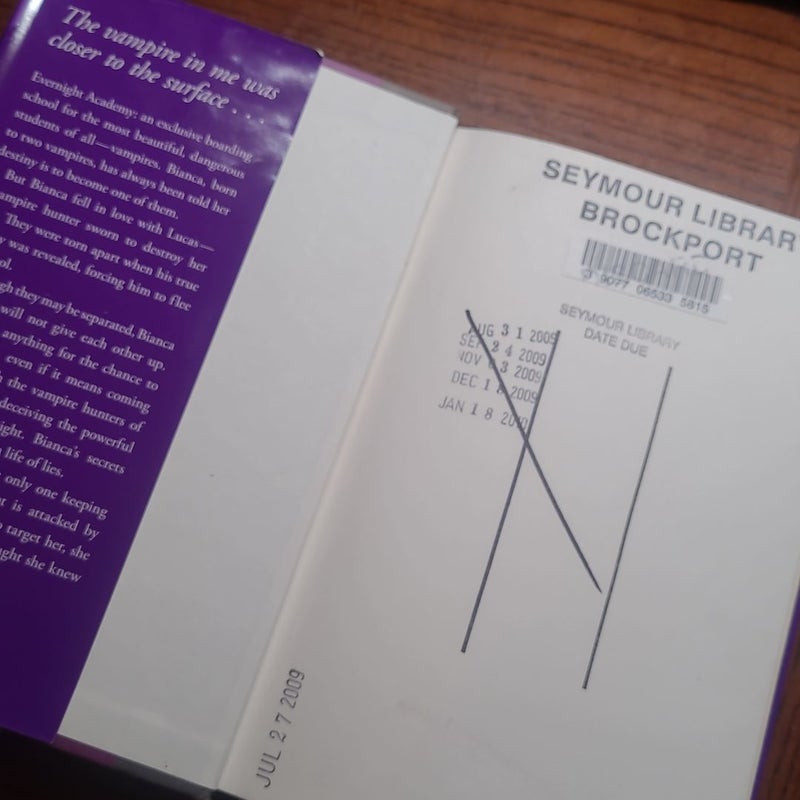 The vampire in me was
closer to the surface . . .
Evernight Academy: an exclusive boarding
school for the most beautiful, dangerous
students of all—vampires. Bianca, born
to two vampires, has always been told her
destiny is to become one of them.
But Bianca fell in love with Lucas—
ampire hunter sworn to destroy her
They were torn apart when his true
y was revealed, forcing him to flee
ol.
gh they may be separated, Bianca
will not give each other up.
anything for the chance to
even if it means coming
h the vampire hunters of
deceiving the powerful
ight. Bianca's secrets
life of lies.
only one keeping
t is attacked by
o target her, she
ught she knew
SEYMOUR LIBRAR
BROCKPORT
3 9077 06533 5815
SEYMOUR LIBRARY
DATE DUE
AUG 3 1 2009
SEP 2 4 2009
NOV 3 2009
DEC 1 2009
JAN 1 8 2010
JUL 2 7 2009